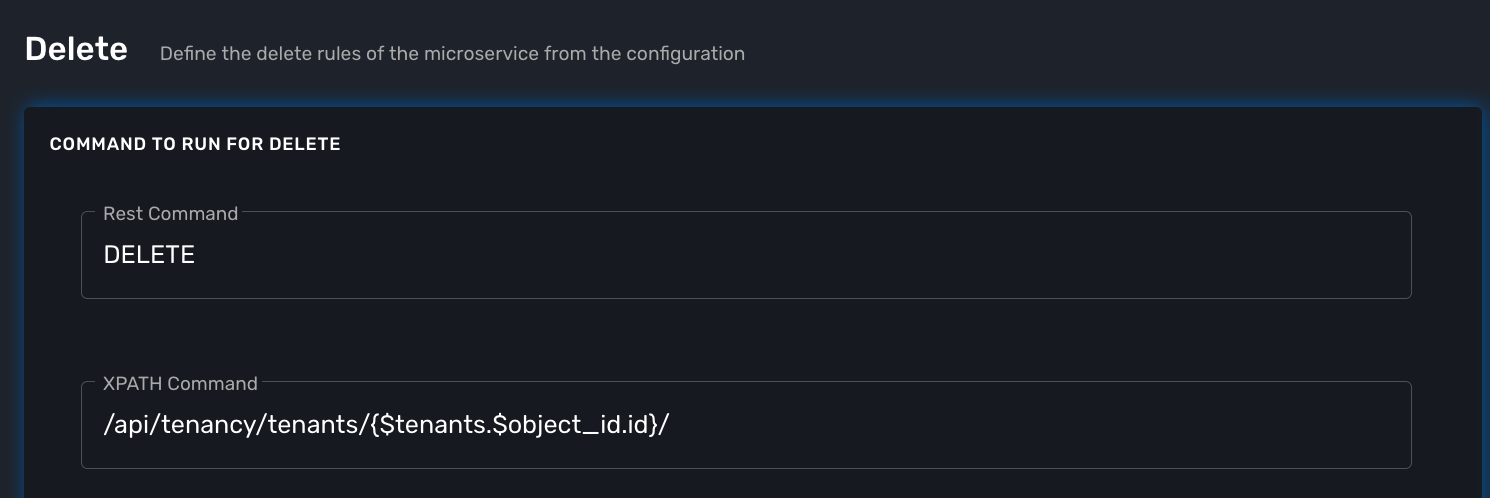 Delete Define the delete rules of the microservice from the configuration
COMMAND TO RUN FOR DELETE
Rest Command
DELETE
XPATH Command
/api/tenancy/tenants/{$tenants.$object_id.id}/